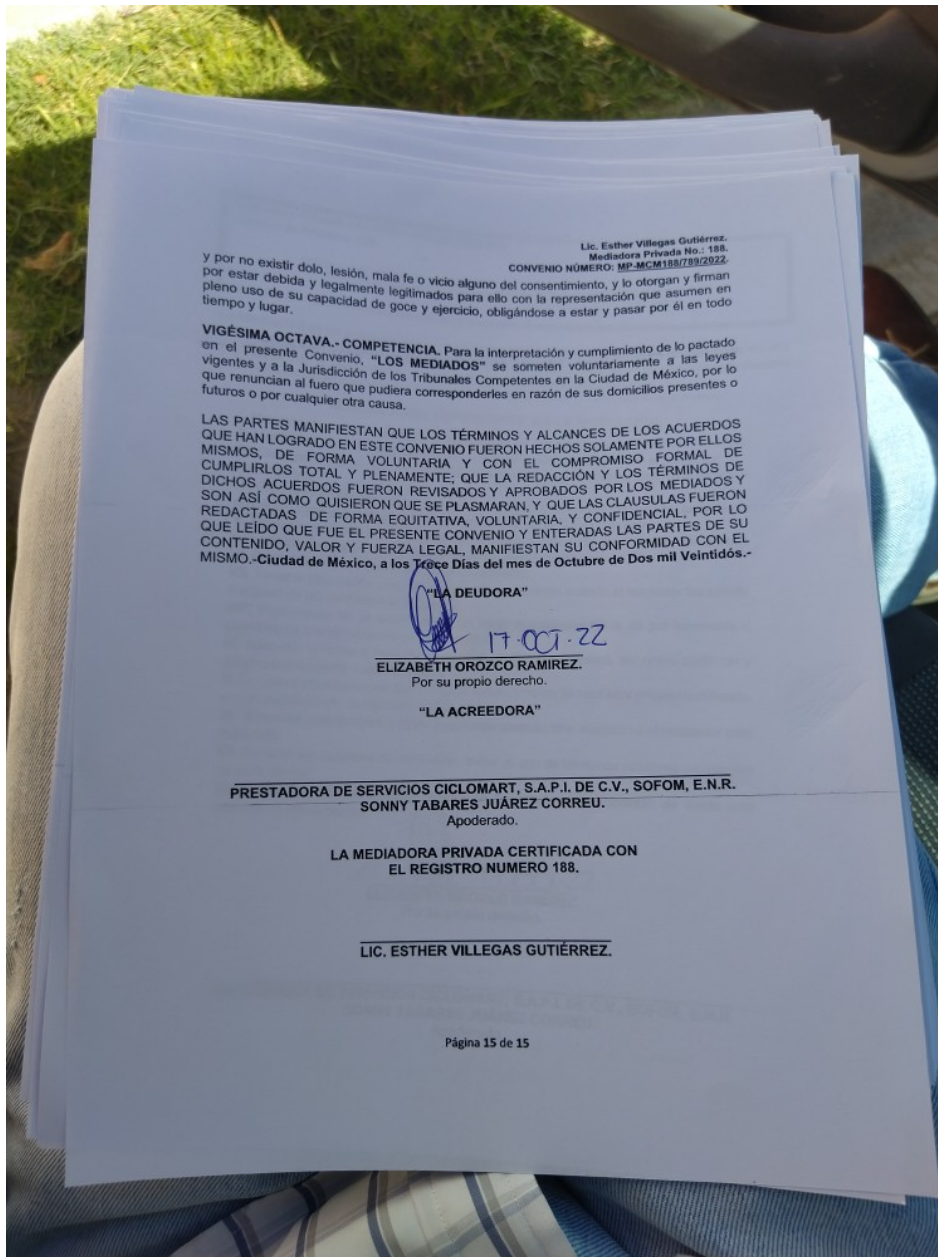 Lic. Esther Villegas Gutiérrez.
Mediadora Privada No.: 188.
CONVENIO NÚMERO: MP-MCM188/789/2022.
y por no existir dolo, lesión, mala fe o vicio alguno del consentimiento, y lo otorgan y firman
por estar debida y legalmente legitimados para ello con la representación que asumen en
pleno uso de su capacidad de goce y ejercicio, obligándose a estar y pasar por él en todo
tiempo y lugar.
VIGÉSIMA OCTAVA.- COMPETENCIA. Para la interpretación y cumplimiento de lo pactado
en el presente Convenio, "LOS MEDIADOS" se someten voluntariamente a las leyes
vigentes y a la Jurisdicción de los Tribunales Competentes en la Ciudad de México, por lo
que renuncian al fuero que pudiera corresponderles en razón de sus domicilios presentes o
futuros o por cualquier otra causa.
LAS PARTES MANIFIESTAN QUE LOS TÉRMINOS Y ALCANCES DE LOS ACUERDOS
QUE HAN LOGRADO EN ESTE CONVENIO FUERON HECHOS SOLAMENTE POR ELLOS
MISMOS, DE FORMA VOLUNTARIA Y CON EL COMPROMISO FORMAL DE
CUMPLIRLOS TOTAL Y PLENAMENTE; QUE LA REDACCIÓN Y LOS TÉRMINOS DE
DICHOS ACUERDOS FUERON REVISADOS Y APROBADOS POR LOS MEDIADOS Y
SON ASÍ COMO QUISIERON QUE SE PLASMARAN, Y QUE LAS CLAUSULAS FUERON
REDACTADAS DE FORMA EQUITATIVA, VOLUNTARIA, Y CONFIDENCIAL, POR LO
QUE LEÍDO QUE FUE EL PRESENTE CONVENIO Y ENTERADAS LAS PARTES DE SU
CONTENIDO, VALOR Y FUERZA LEGAL, MANIFIESTAN SU CONFORMIDAD CON EL
MISMO.-Ciudad de México, a los Trece Días del mes de Octubre de Dos mil Veintidós.-
"LA DEUDORA"
17·OCT·22
ELIZABETH OROZCO RAMIREZ.
Por su propio derecho.
"LA ACREEDORA"
PRESTADORA DE SERVICIOS CICLOMART, S.A.P.I. DE C.V., SOFOM, E.N.R.
SONNY TABARES JUÁREZ CORREU.
Apoderado.
LA MEDIADORA PRIVADA CERTIFICADA CON
EL REGISTRO NUMERO 188.
LIC. ESTHER VILLEGAS GUTIÉRREZ.
Página 15 de 15